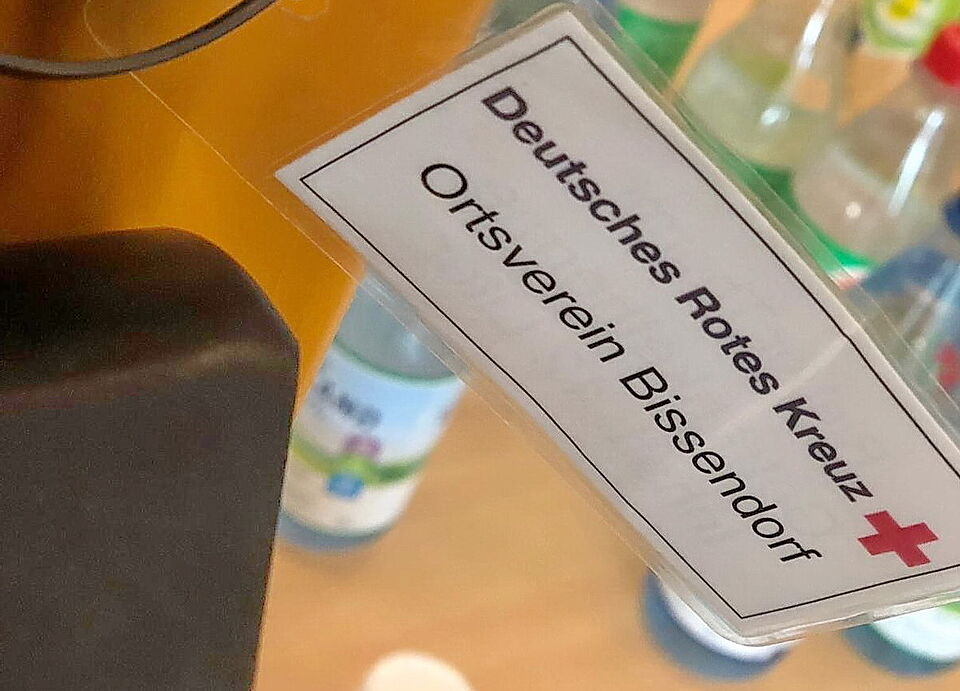 Deutsches Rotes Kreuz
Ortsverein Bissendorf